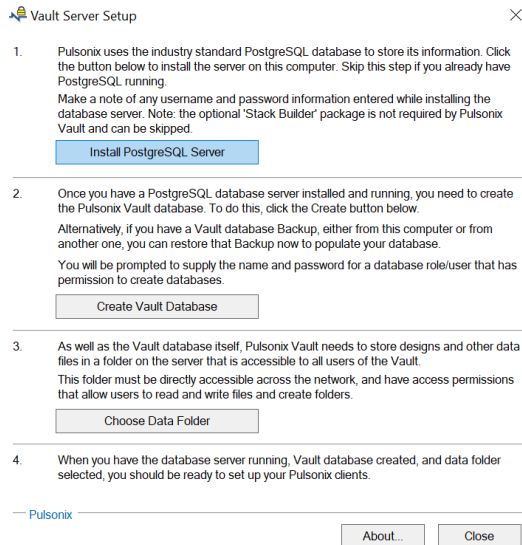 Vault Server Setup
1. Pulsonix uses the industry standard PostgreSQL database to store its information. Click
the button below to install the server on this computer. Skip this step if you already have
PostgreSQL running.
Make a note of any username and password information entered while installing the
database server. Note: the optional 'Stack Builder' package is not required by Pulsonix
Vault and can be skipped.
Install PostgreSQL Server
2. Once you have a PostgreSQL database server installed and running, you need to create
the Pulsonix Vault database. To do this, click the Create button below.
Alternatively, if you have a Vault database Backup, either from this computer or from
another one, you can restore that Backup now to populate your database.
You will be prompted to supply the name and password for a database role/user that has
permission to create databases.
Create Vault Database
3. As well as the Vault database itself, Pulsonix Vault needs to store designs and other data
files in a folder on the server that is accessible to all users of the Vault.
This folder must be directly accessible across the network, and have access permissions
that allow users to read and write files and create folders.
Choose Data Folder
4. When you have the database server running, Vault database created, and data folder
selected, you should be ready to set up your Pulsonix clients.
Pulsonix
About... Close